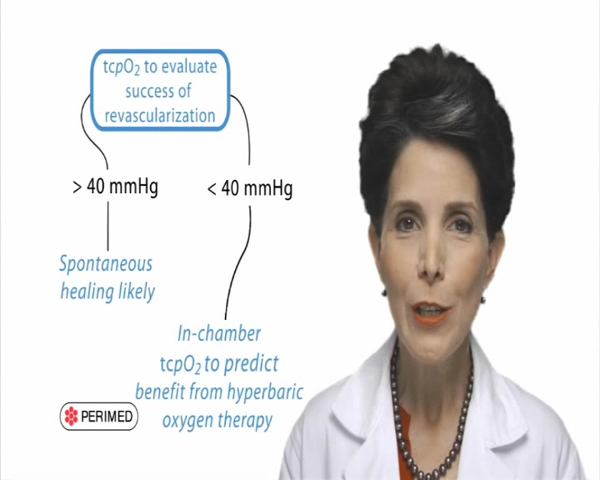 tcpO2 to evaluate
success of
revascularization
> 40 mmHg
< 40 mmHg
Spontaneous
healing likely
In-chamber
tcpO2 to predict
benefit from hyperbaric
oxygen therapy
PERIMED